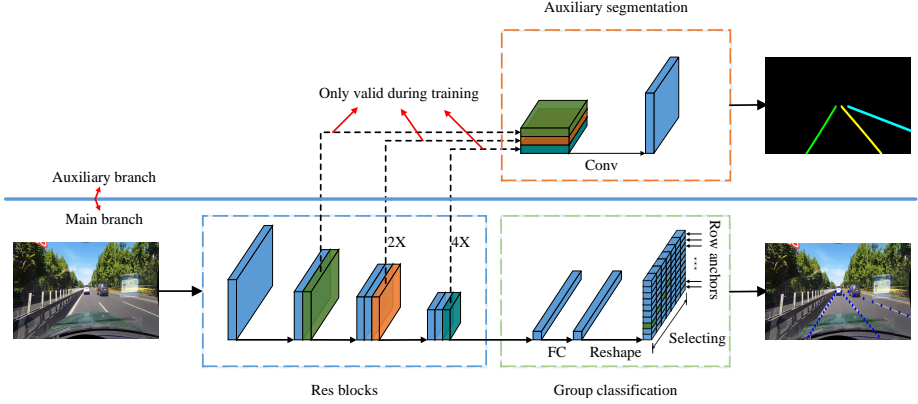 Auxiliary segmentation
Only valid during training
Conv
Auxiliary branch
Main branch
2X
4X
Row anchors
...
FC
Reshape
Selecting
Res blocks
Group classification